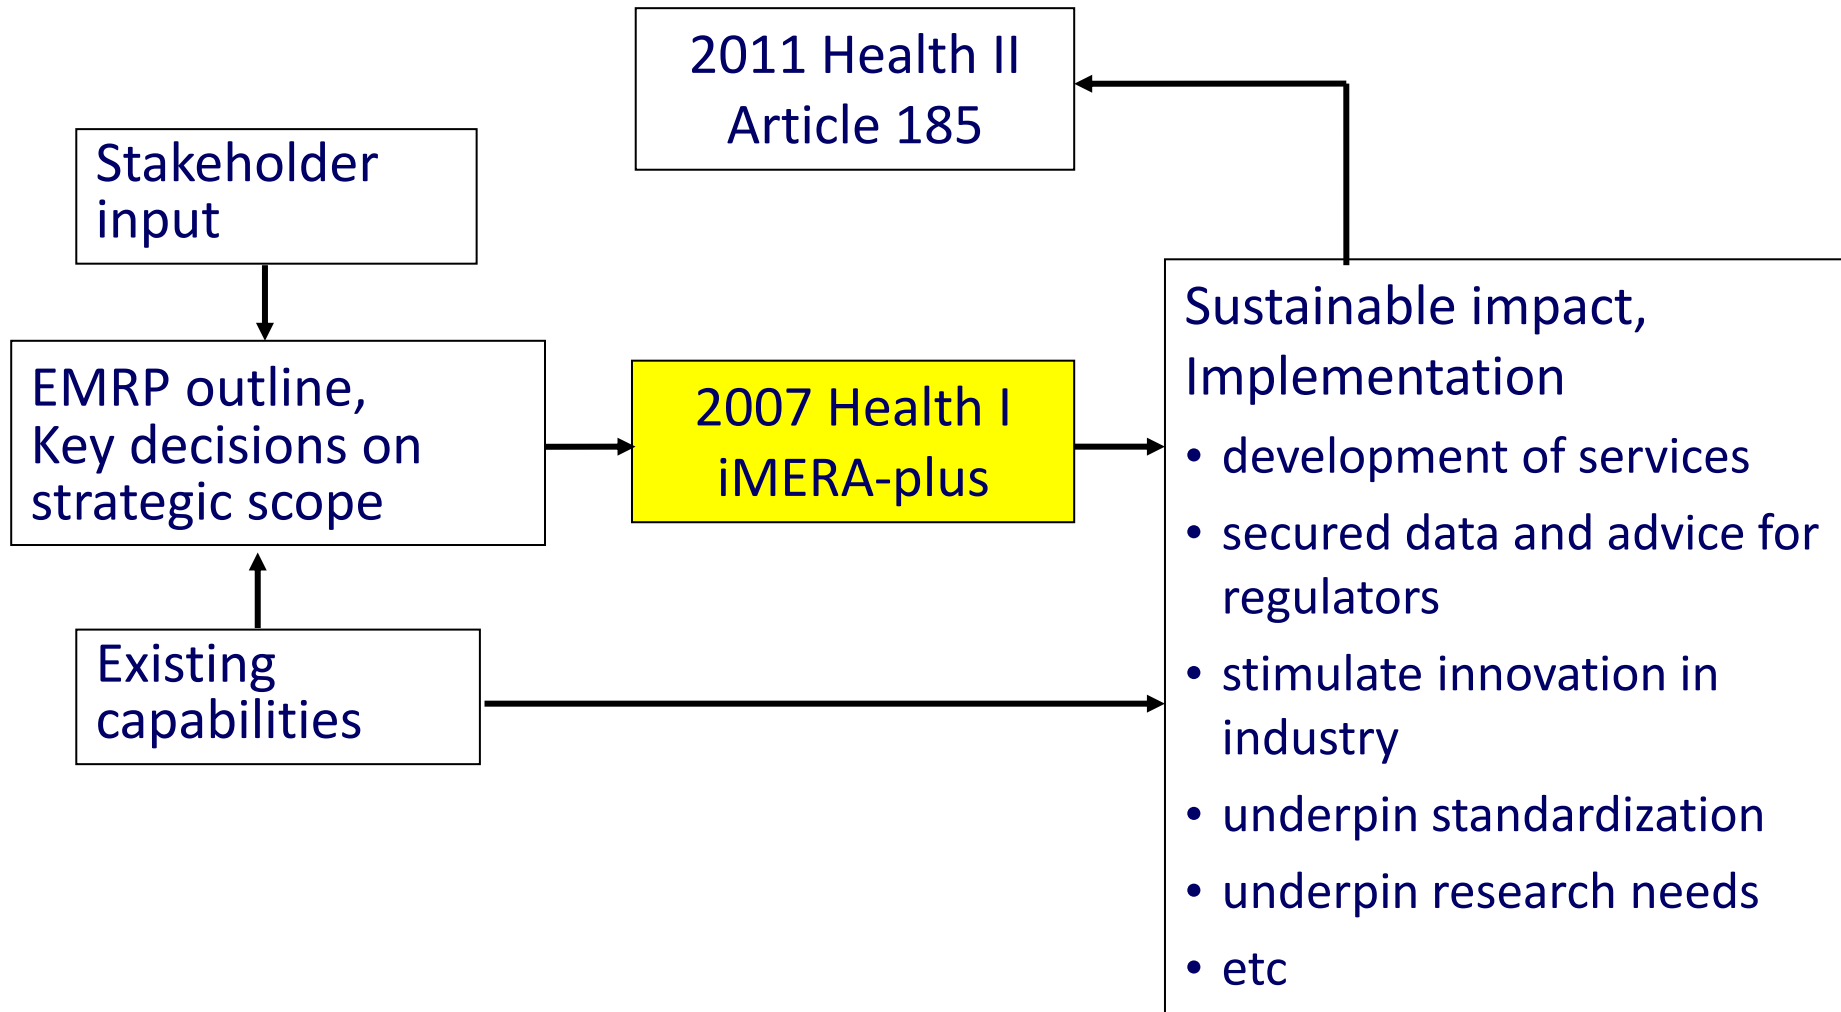 2011 Health II
Article 185
Stakeholder
input
EMRP outline,
Key decisions on
strategic scope
2007 Health I
iMERA-plus
Existing
capabilities
Sustainable impact,
Implementation
• development of services
• secured data and advice for
regulators
• stimulate innovation in
industry
• underpin standardization
• underpin research needs
• etc